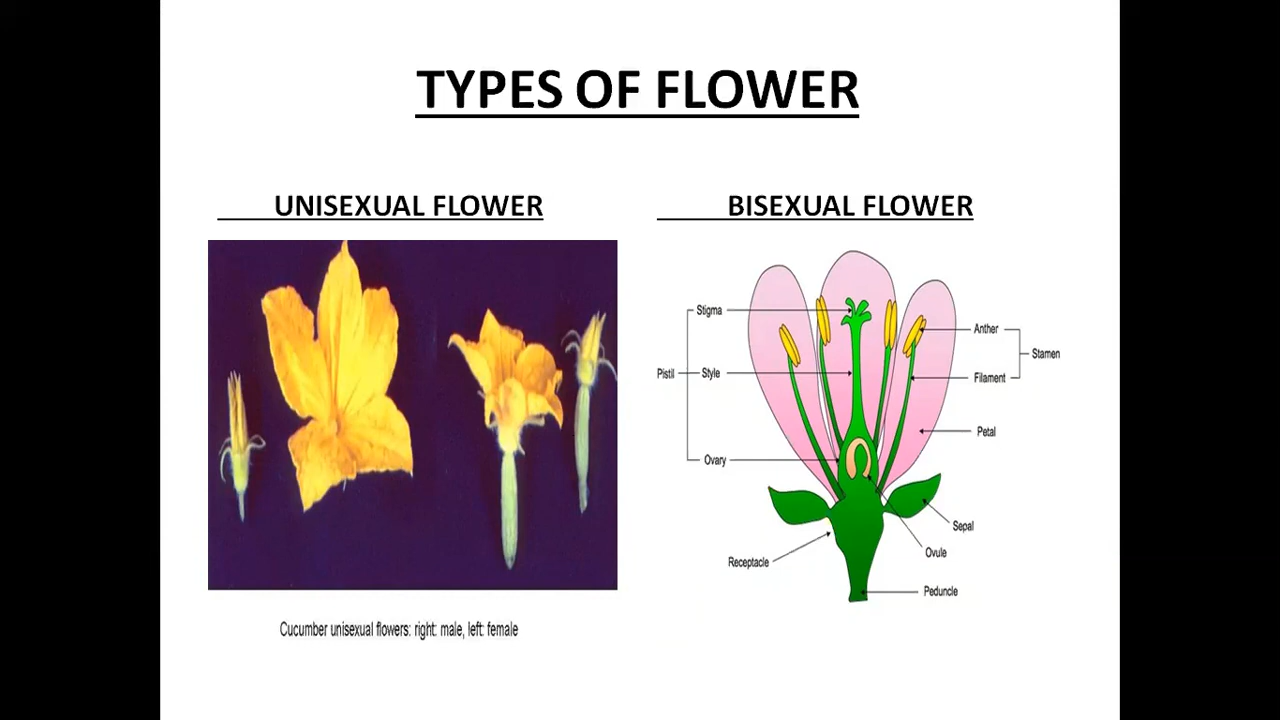 TYPES OF FLOWER
UNISEXUAL FLOWER
Cucumber unisexual flowers: right: male, left: female
BISEXUAL FLOWER
Stigma
Pistil
Style
Ovary
Receptacle
Anther
Stamen
Filament
Petal
Sepal
Ovule
Peduncle